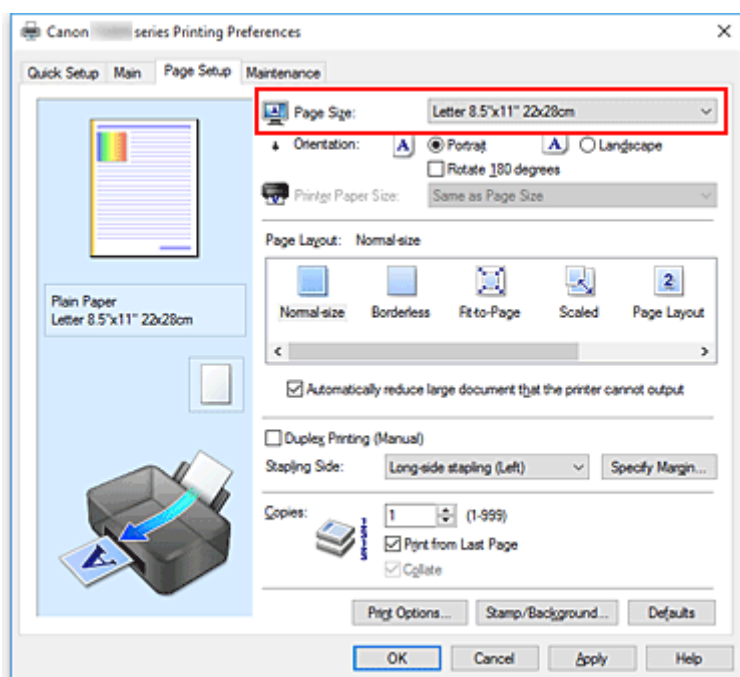 Canon series Printing Preferences
Quick Setup Main Page Setup Maintenance
Page Size: Letter 8.5"x11" 22x28cm
Orientation: A Portrait A Landscape
Rotate 180 degrees
Printer Paper Size: Same as Page Size
Page Layout: Normal-size
Plain Paper
Letter 8.5"x11" 22x28cm
2
Normal-size Borderless Fit-to-Page Scaled Page Layout
Automatically reduce large document that the printer cannot output
Duplex Printing (Manual)
Stapling Side: Long-side stapling (Left) Specify Margin...
Copies: 1 (1-999)
Print from Last Page
Collate
A
Print Options... Stamp/Background... Defaults
OK Cancel Apply Help